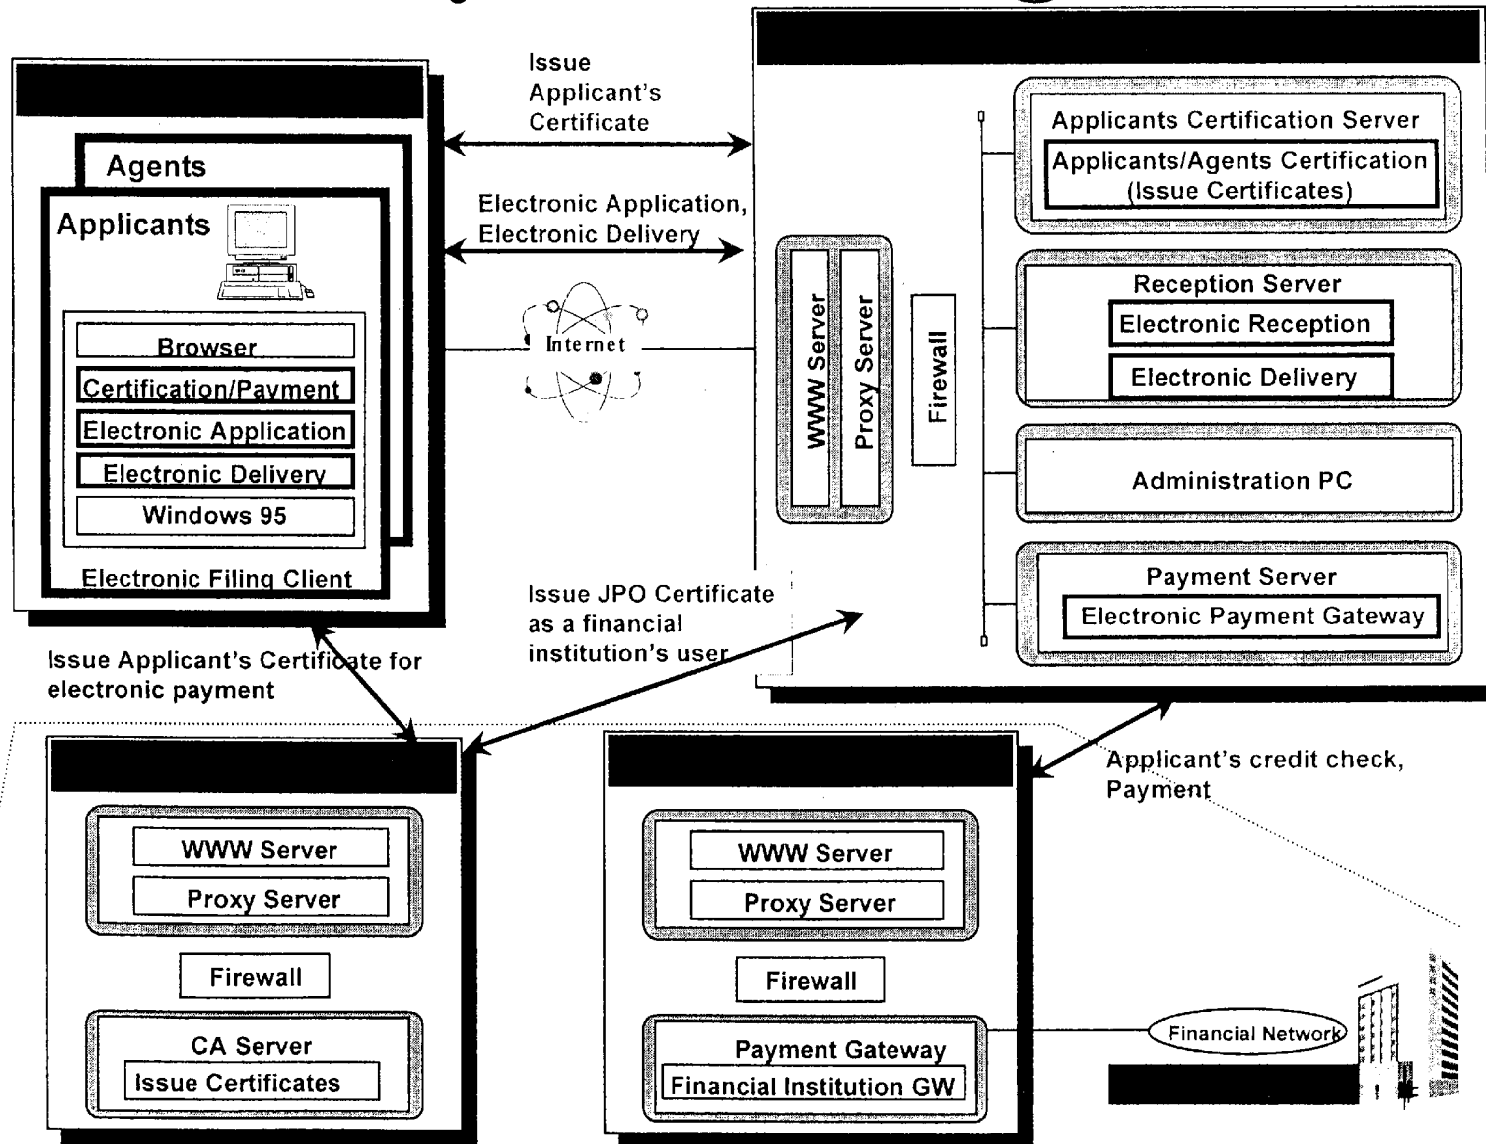 Issue
Applicant's
Certificate
Agents
Applicants
Electronic Application,
Electronic Delivery
Browser
Certification/Payment
Electronic Application
Electronic Delivery
Windows 95
Electronic Filing Client
Internet
WWW Server
Proxy Server
Firewall
Applicants Certification Server
Applicants/Agents Certification
(Issue Certificates)
Reception Server
Electronic Reception
Electronic Delivery
Administration PC
Payment Server
Electronic Payment Gateway
Issue JPO Certificate
as a financial
institution's user
Issue Applicant's Certificate for
electronic payment
Applicant's credit check,
Payment
WWW Server
Proxy Server
Firewall
CA Server
Issue Certificates
WWW Server
Proxy Server
Firewall
Payment Gateway
Financial Institution GW
Financial Network